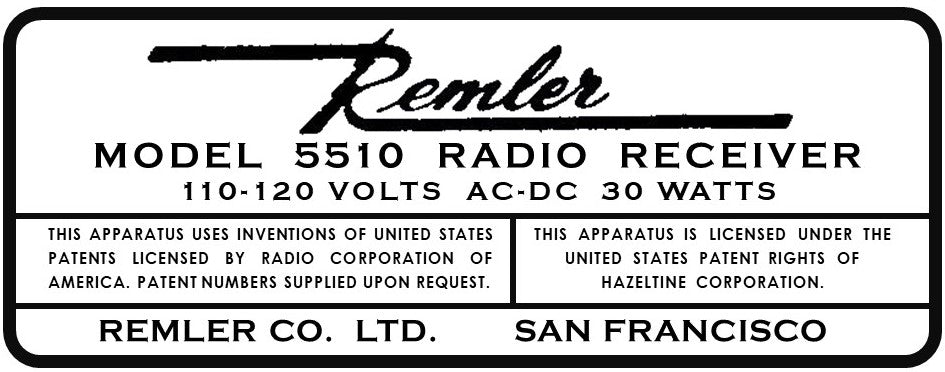 Remler
MODEL 5510 RADIO RECEIVER
110-120 VOLTS AC-DC 30 WATTS
THIS APPARATUS USES INVENTIONS OF UNITED STATES
PATENTS LICENSED BY RADIO CORPORATION OF
AMERICA. PATENT NUMBERS SUPPLIED UPON REQUEST.
THIS APPARATUS IS LICENSED UNDER THE
UNITED STATES PATENT RIGHTS OF
HAZELTINE CORPORATION.
REMLER CO. LTD. SAN FRANCISCO